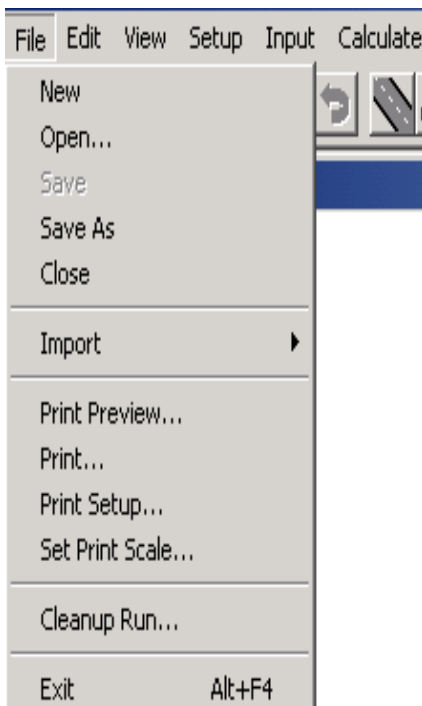 File Edit View Setup Input Calculate
New
Open...
Save
Save As
Close
Import
Print Preview...
Print...
Print Setup...
Set Print Scale...
Cleanup Run...
Exit Alt+F4